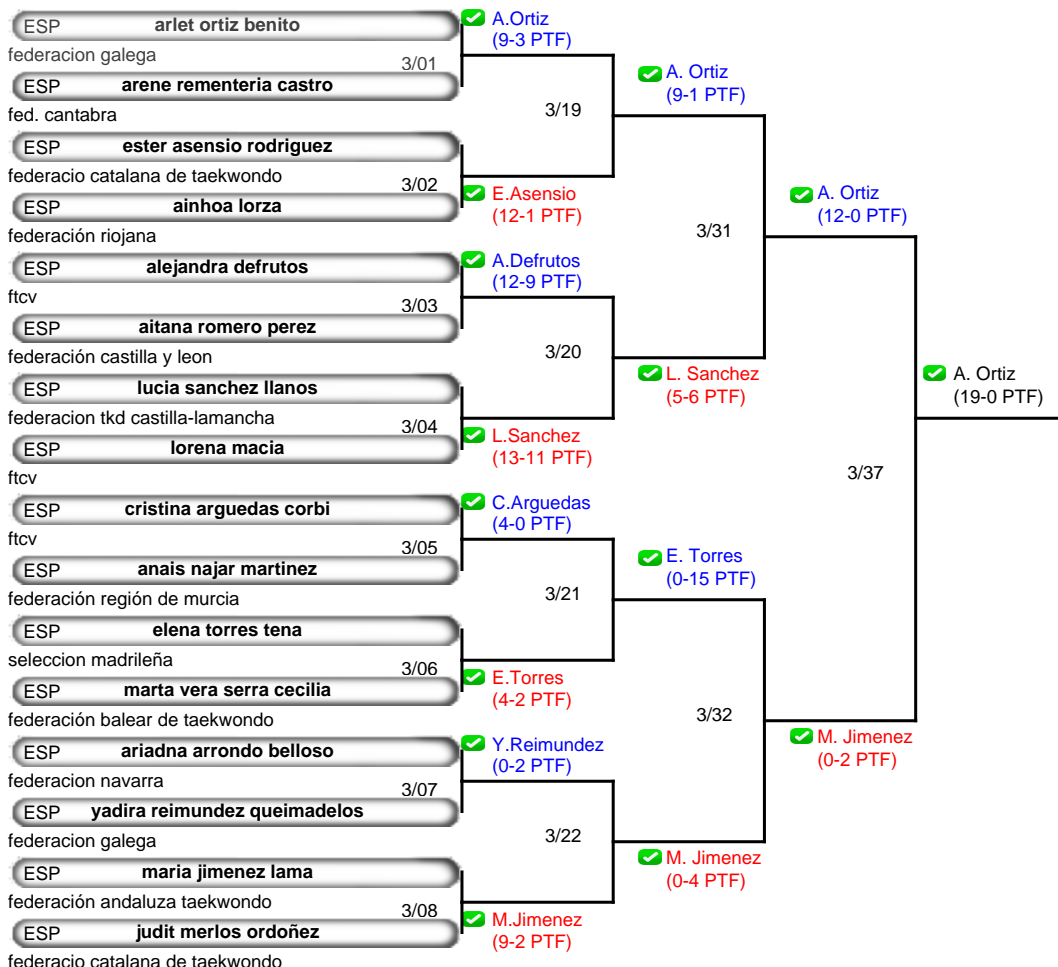 ESP arlet ortiz benito
federacion galega
3/01
ESP arene rementeria castro
fed. cantabra
ESP ester asensio rodriguez
federacio catalana de taekwondo
3/02
ESP ainhoa lorza
federación riojana
ESP alejandra defrutos
ftcv
3/03
ESP aitana romero perez
federación castilla y leon
ESP lucia sanchez llanos
federacion tkd castilla-lamancha
3/04
ESP lorena macia
ftcv
ESP cristina arguedas corbi
ftcv
3/05
ESP anais najar martinez
federación región de murcia
ESP elena torres tena
seleccion madrileña
3/06
ESP marta vera serra cecilia
federación balear de taekwondo
ESP ariadna arrondo belloso
federacion navarra
3/07
ESP yadira reimundez queimadelos
federacion galega
ESP maria jimenez lama
federación andaluza taekwondo
3/08
ESP judit merlos ordoñez
federacio catalana de taekwondo
A.Ortiz
(9-3 PTF)
3/19
E.Asensio
(12-1 PTF)
A.Defrutos
(12-9 PTF)
3/20
L.Sanchez
(13-11 PTF)
C.Arguedas
(4-0 PTF)
3/21
E.Torres
(4-2 PTF)
Y.Reimundez
(0-2 PTF)
3/22
M.Jimenez
(9-2 PTF)
A. Ortiz
(9-1 PTF)
3/31
L. Sanchez
(5-6 PTF)
E. Torres
(0-15 PTF)
3/32
M. Jimenez
(0-4 PTF)
A. Ortiz
(12-0 PTF)
3/37
M. Jimenez
(0-2 PTF)
A. Ortiz
(19-0 PTF)